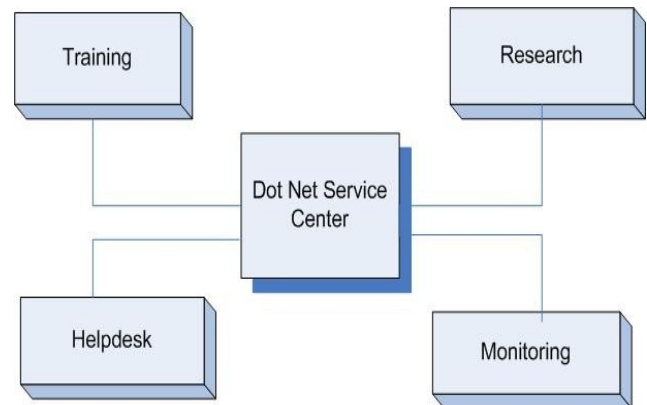 Training
Research
Dot Net Service
Center
Helpdesk
Monitoring